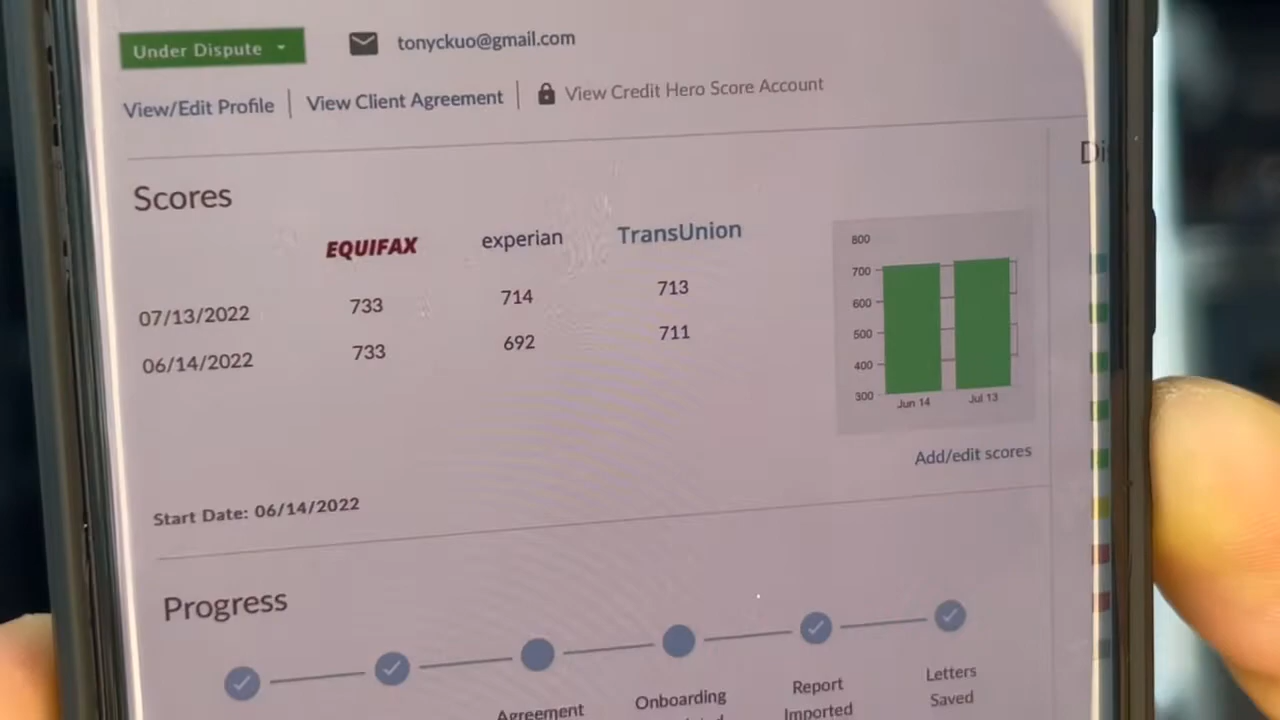 Under Dispute
tonyckuo@gmail.com
View/Edit Profile
View Client Agreement
View Credit Hero Score Account
Scores
EQUIFAX experian TransUnion
07/13/2022 733 714 713
06/14/2022 733 692 711
800
700
600
500
400
300
Jun 14 Jul 13
Add/edit scores
Start Date: 06/14/2022
Progress
Agreement
Onboarding
Report
Imported
Letters
Saved